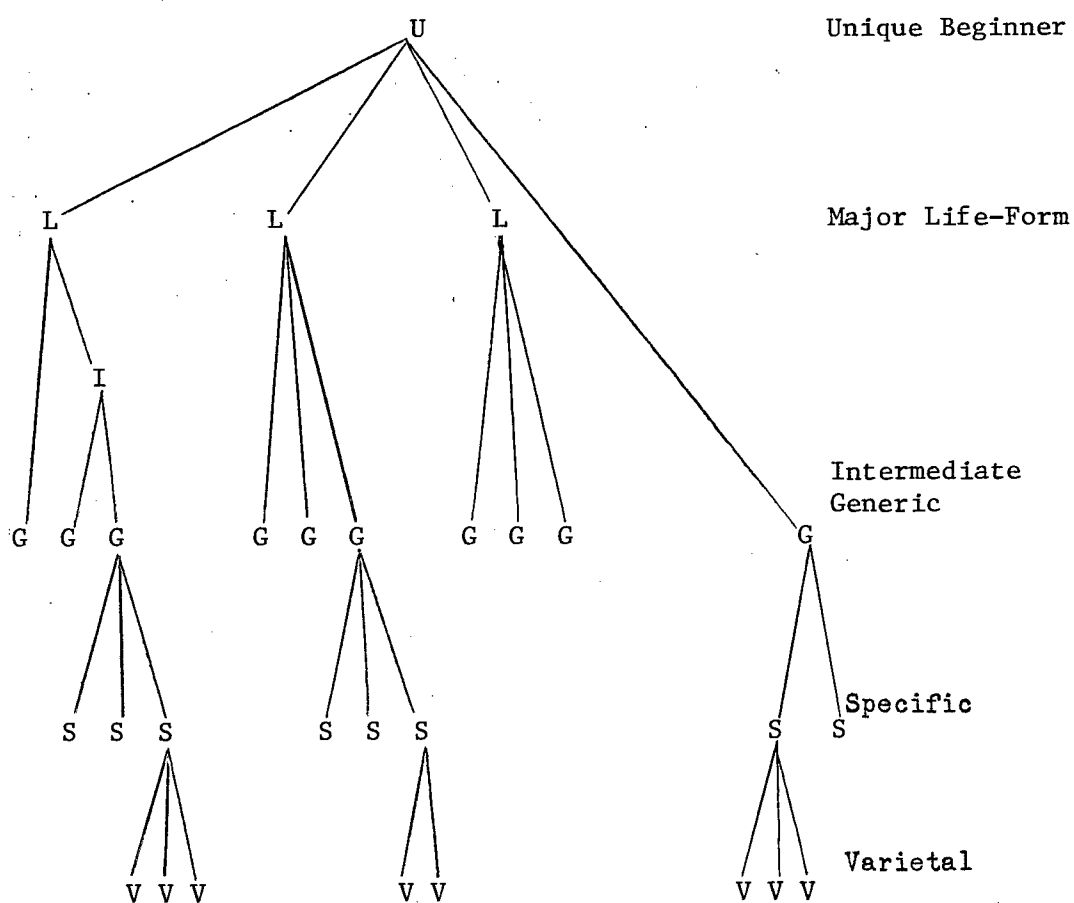 U Unique Beginner
L L L Major Life-Form
I
Intermediate
Generic
G G G G G G G G G G
Specific
S S S S S S S S
Varietal
V V V V V V V V